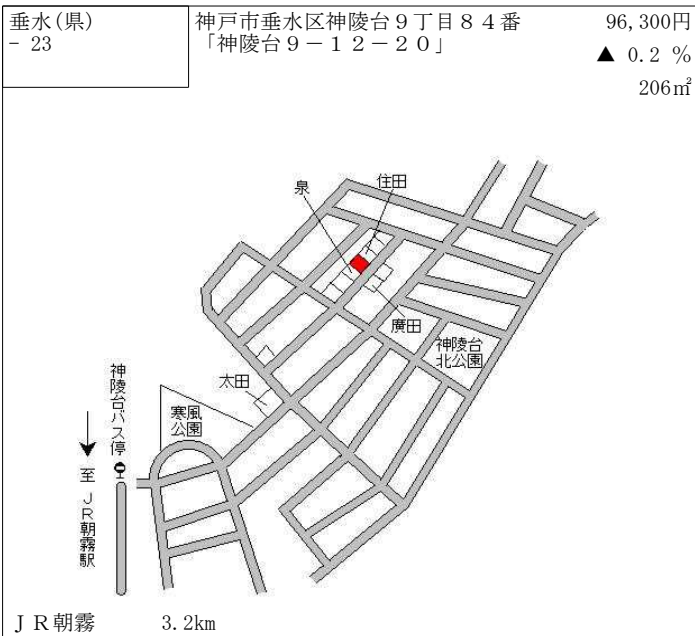 垂水(県)
- 23
神戸市垂水区神陵台９丁目８４番
「神陵台９－１２－２０」
96,300円
▲ 0.2 %
206㎡
住田
泉
廣田
神陵台
北公園
太田
寒風
公園
神陵台バス停
至 ＪＲ朝霧駅
ＪＲ朝霧 3.2km